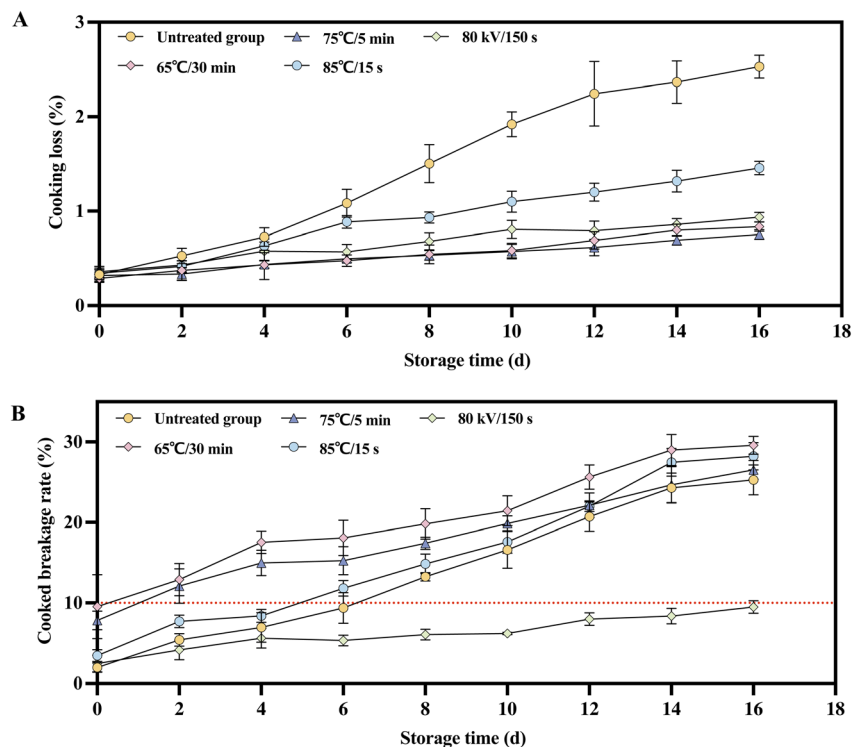 A
3
Untreated group 75℃/5 min 80 kV/150 s
65℃/30 min 85℃/15 s
2
Cooking loss (%)
1
0
0 2 4 6 8 10 12 14 16 18
Storage time (d)
B
Untreated group 75℃/5 min 80 kV/150 s
65℃/30 min 85℃/15 s
30
Cooked breakage rate (%)
20
10
0
0 2 4 6 8 10 12 14 16 18
Storage time (d)